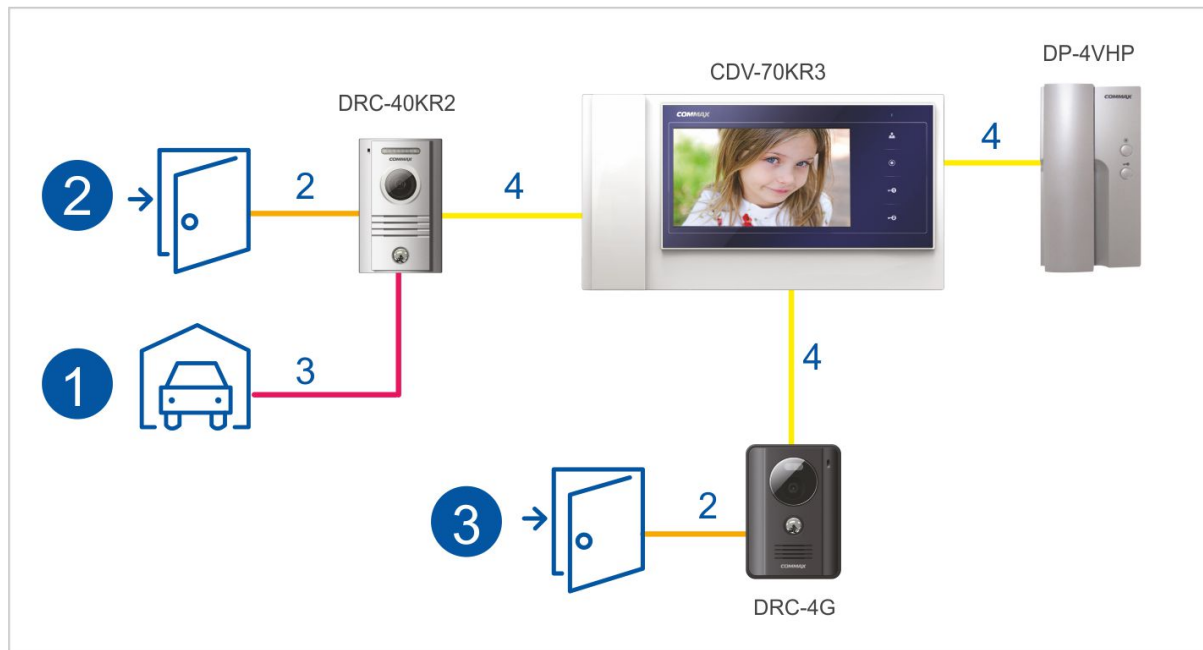 DP-4VHP
CDV-70KR3
DRC-40KR2
COMMAX
COMMAX
COMMAX
2
2
4
4
1
3
4
3
2
COMMAX
DRC-4G